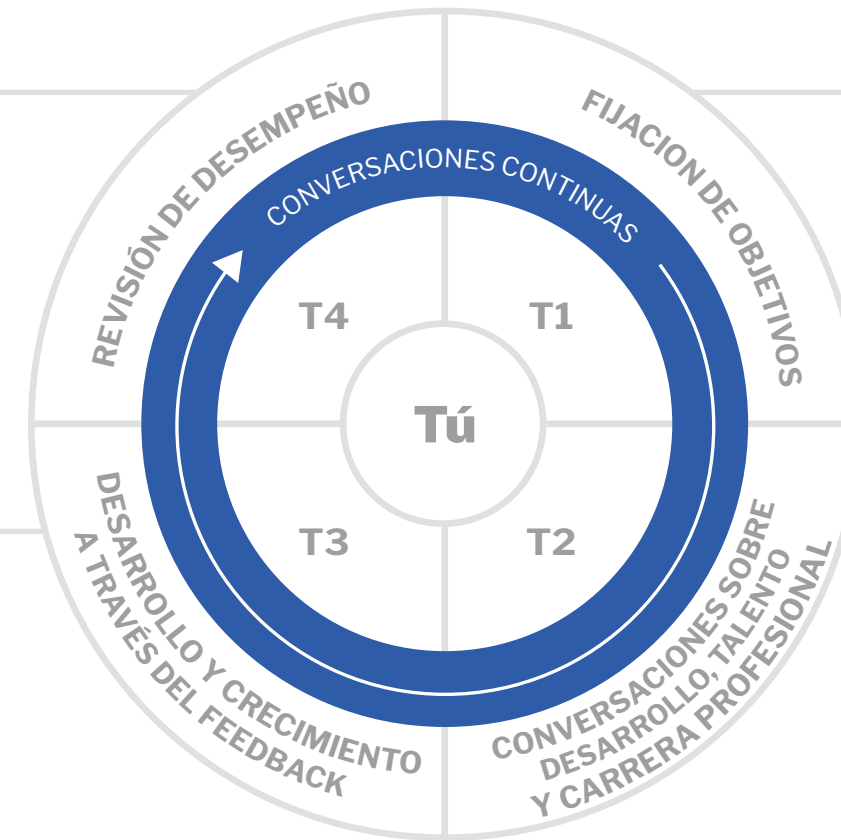 REVISIÓN DE DESEMPEÑO
FIJACION DE OBJETIVOS
CONVERSACIONES CONTINUAS
T4
T1
Tú
T3
T2
DESARROLLO Y CRECIMIENTO
A TRAVÉS DEL FEEDBACK
CONVERSACIONES SOBRE
DESARROLLO, TALENTO
Y CARRERA PROFESIONAL